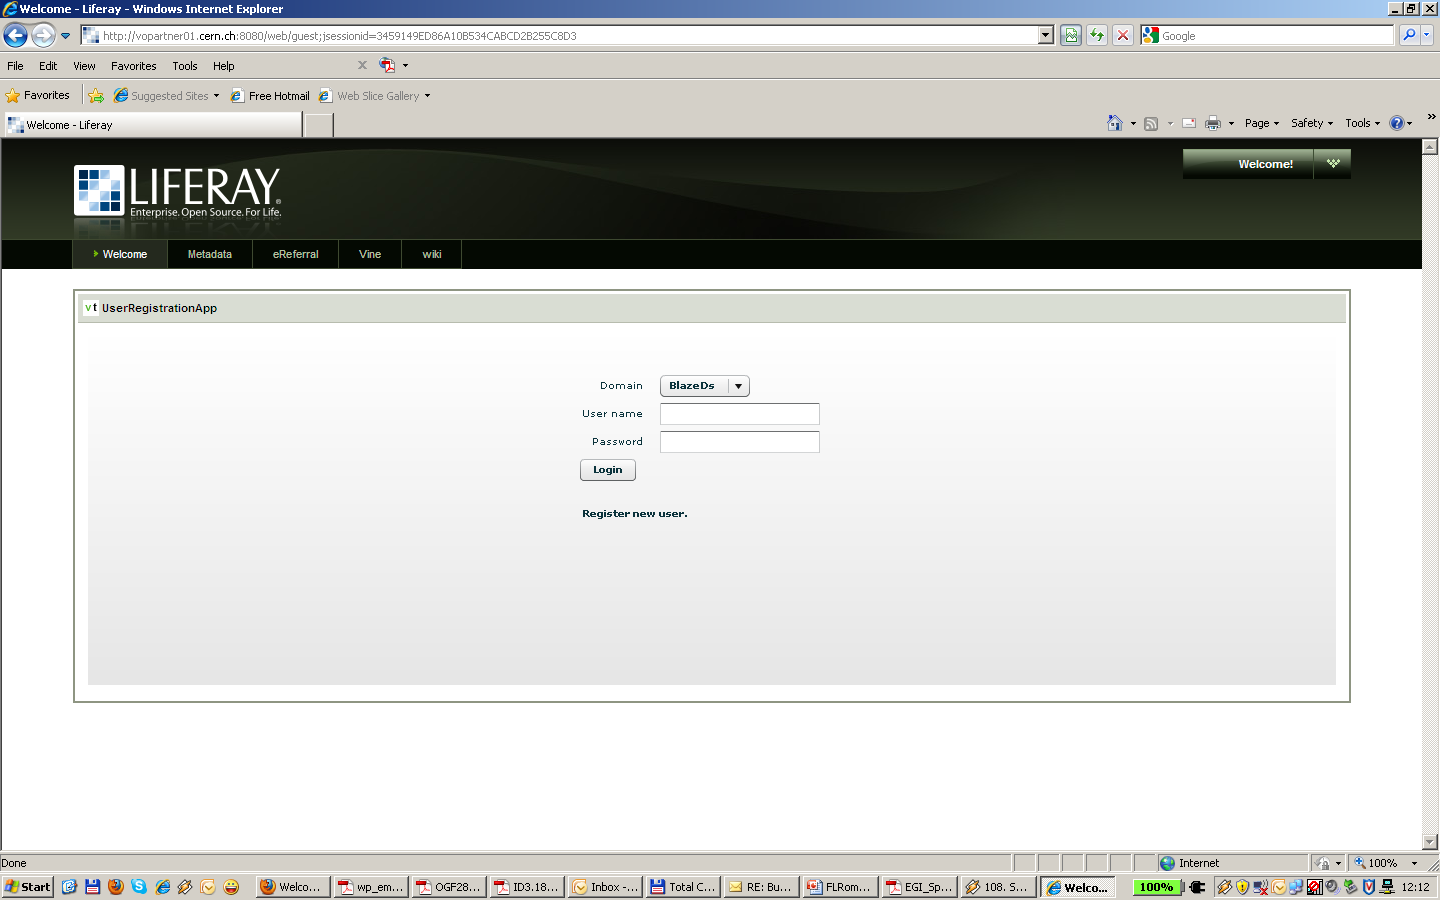 Welcome - Liferay - Windows Internet Explorer
http://vopartner01.cern.ch:8080/web/guest;jsessionid=3459149ED86A10B534CABCD2B255C8D3
Google
File Edit View Favorites Tools Help
Favorites Suggested Sites Free Hotmail Web Slice Gallery
Welcome - Liferay
Page Safety Tools
LIFERAY
Enterprise. Open Source. For Life.
Welcome!
Welcome Metadata eReferral Vine wiki
vt UserRegistrationApp
Domain BlazeDs
User name
Password
Login
Register new user.
Done
Internet
100%
Start
Welco...
wp_em...
OGF28...
ID3.18...
Inbox -...
Total C...
RE: Bu...
FLRom...
EGI_Sp...
108. S...
Welco...
100%
12:12